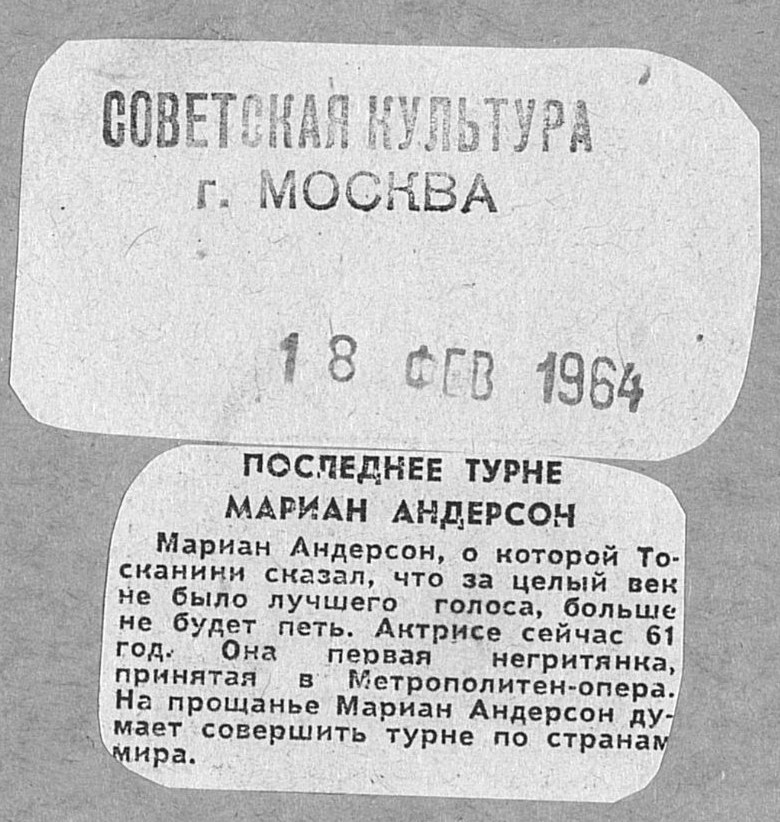 СОВЕТСКАЯ КУЛЬТУРА
г. МОСКВА
18 ФЕВ 1964
ПОСЛЕДНЕЕ ТУРНЕ
МАРИАН АНДЕРСОН
Мариан Андерсон, о которой То-
сканини сказал, что за целый век
не было лучшего голоса, больше
не будет петь. Актрисе сейчас 61
год. Она первая негритянка,
принятая в Метрополитен-опера.
На прощанье Мариан Андерсон ду-
мает совершить турне по странам
мира.